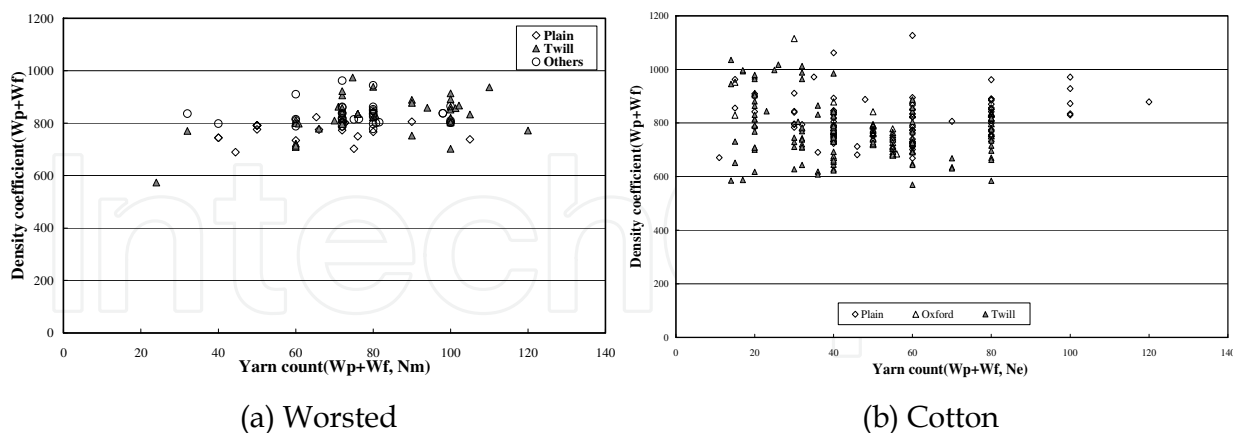 1200
1000
800
600
400
200
0
Density coefficient(Wp+Wf)
Plain
Twill
Others
0 20 40 60 80 100 120 140
Yarn count(Wp+Wf, Nm)
(a) Worsted
1200
1000
800
600
400
200
0
Density coefficient(Wp+Wf)
Plain Oxford Twill
0 20 40 60 80 100 120 140
Yarn count(Wp+Wf, Ne)
(b) Cotton
Intech